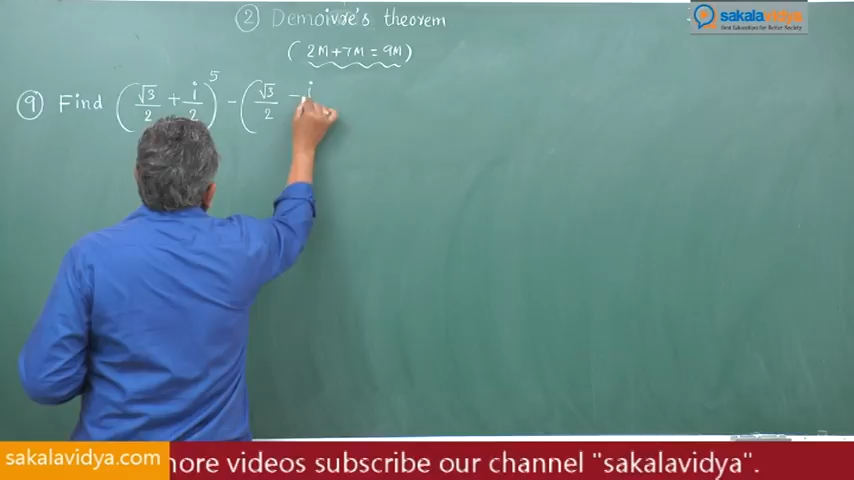 ② Demoivre's theorem
sakalavidya
(2M+7M=9M)
⑨ Find (√3/2 + i/2)^5 - (√3/2 - i
sakalavidya.com
more videos subscribe our channel "sakalavidya".